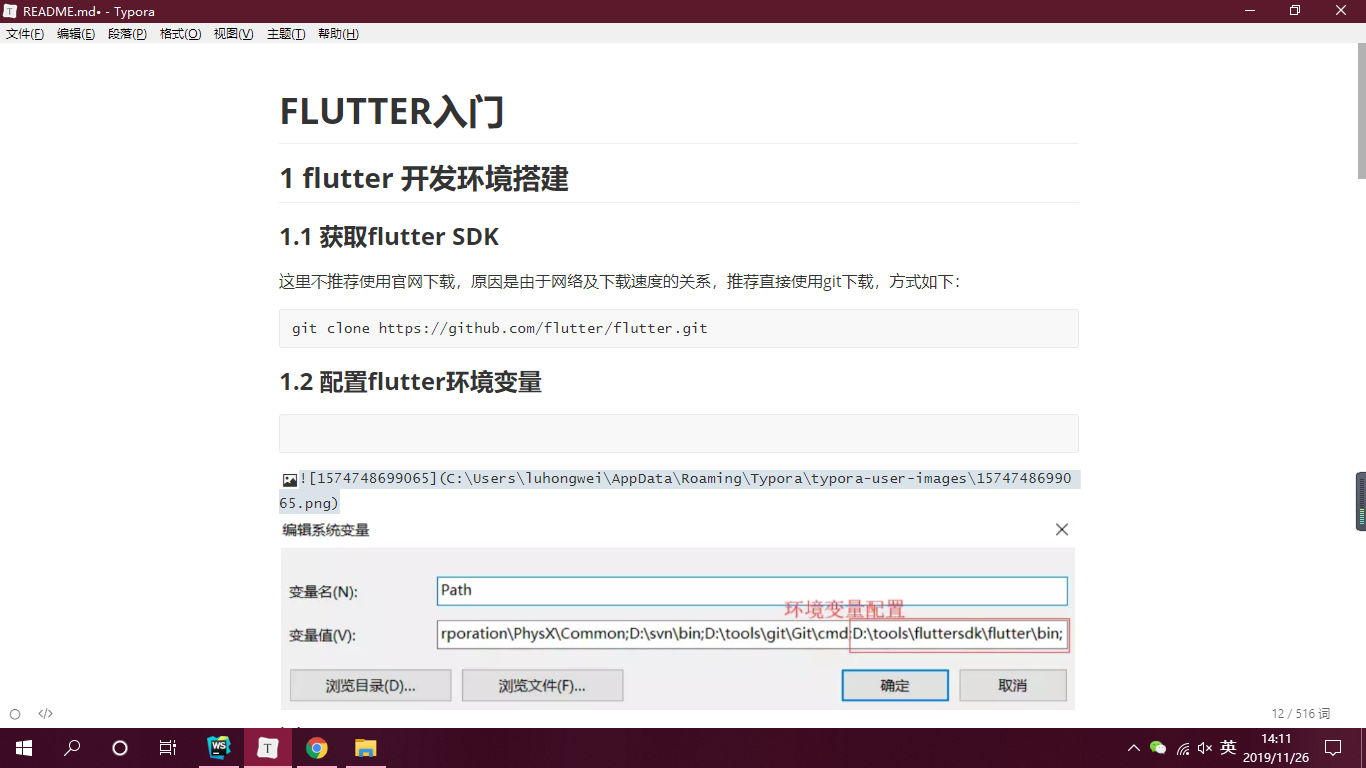 README.md• - Typora
文件(F) 编辑(E) 段落(P) 格式(O) 视图(V) 主题(T) 帮助(H)
FLUTTER入门
1 flutter 开发环境搭建
1.1 获取flutter SDK
这里不推荐使用官网下载，原因是由于网络及下载速度的关系，推荐直接使用git下载，方式如下：
git clone https://github.com/flutter/flutter.git
1.2 配置flutter环境变量
![1574748699065](C:\Users\luhongwei\AppData\Roaming\Typora\typora-user-images\15747486990
65.png)
编辑系统变量
变量名(N): Path
环境变量配置
变量值(V): rporation\PhysX\Common;D:\svn\bin;D:\tools\git\Git\cmd;D:\tools\fluttersdk\flutter\bin;
浏览目录(D)... 浏览文件(F)... 确定 取消
12 / 516 词
WS T 英 14:11
2019/11/26